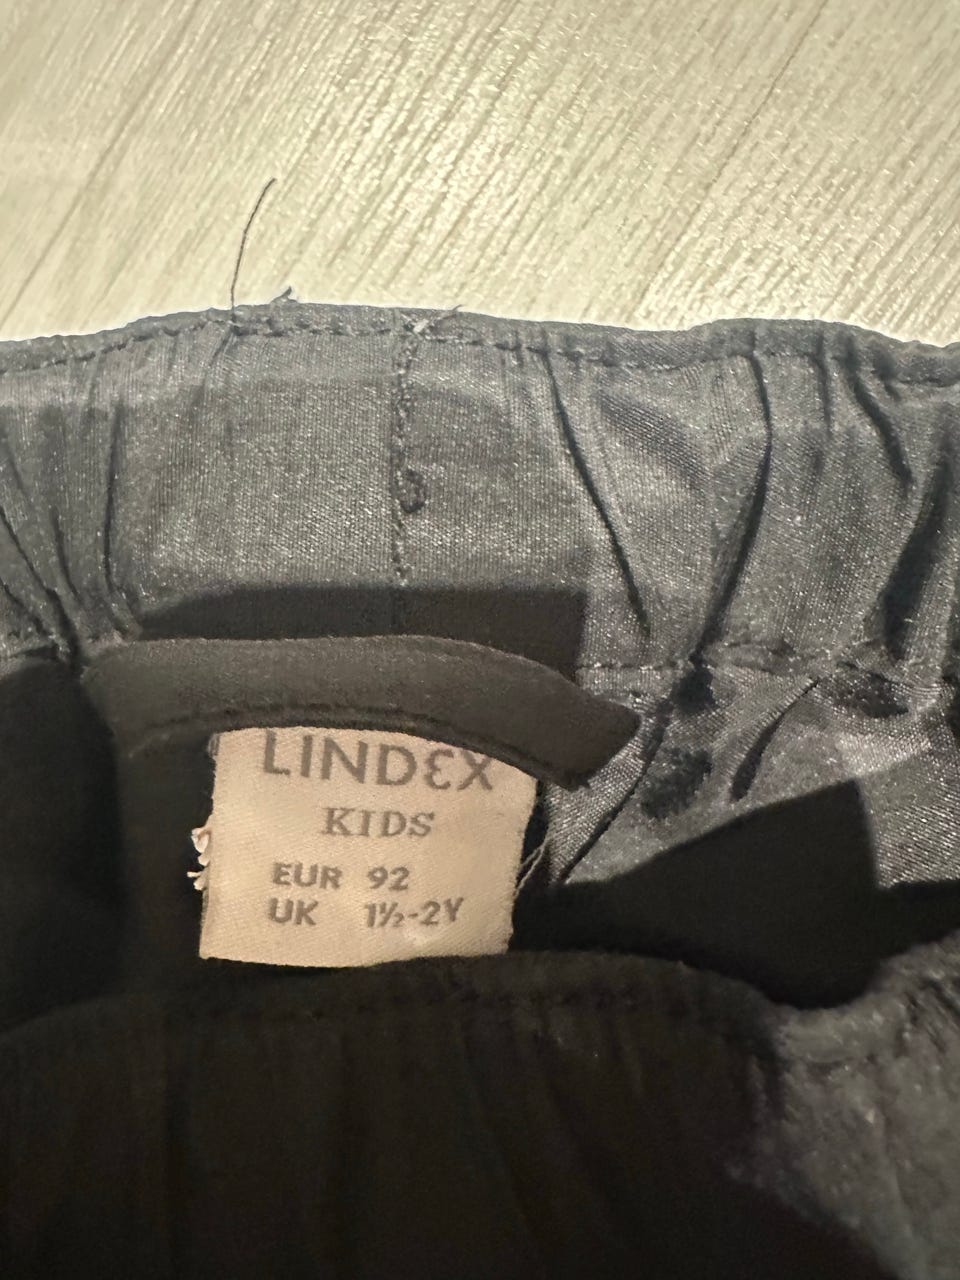 LINDEX
KIDS
EUR 92
UK 1½-2Y